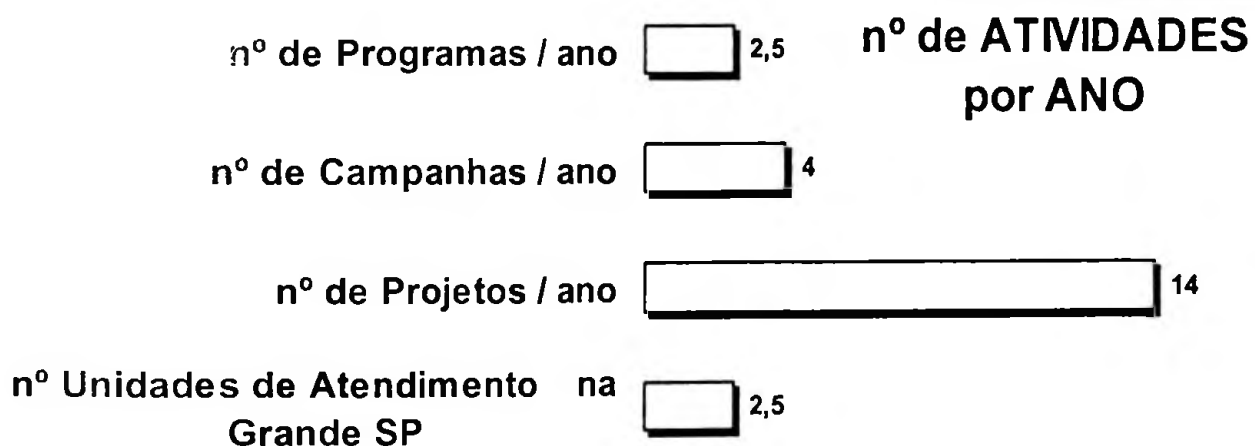 nº de ATIVIDADES
por ANO
nº de Programas / ano 2,5
nº de Campanhas / ano 4
nº de Projetos / ano 14
nº Unidades de Atendimento na
Grande SP 2,5